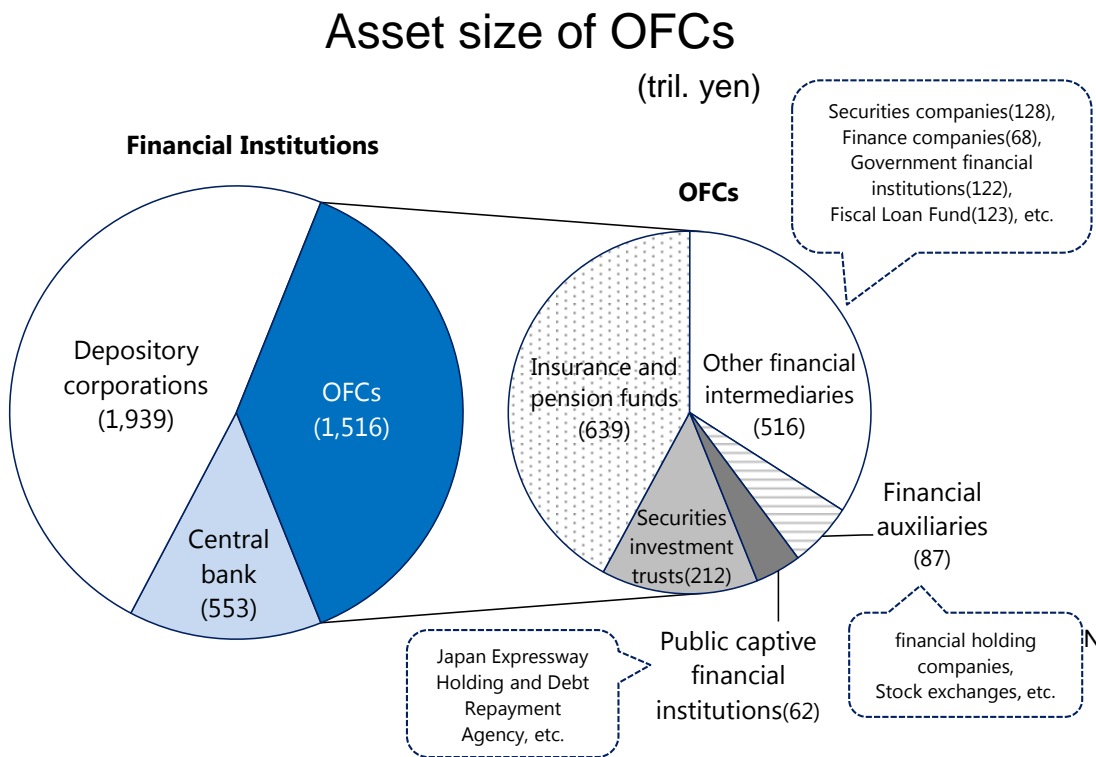 Asset size of OFCs
(tril. yen)
Financial Institutions
Depository
corporations
(1,939)
OFCs
(1,516)
Central
bank
(553)
OFCs
Securities companies(128),
Finance companies(68),
Government financial
institutions(122),
Fiscal Loan Fund(123), etc.
Insurance and
pension funds
(639)
Other financial
intermediaries
(516)
Securities
investment
trusts(212)
Financial
auxiliaries
(87)
Public captive
financial
institutions(62)
Japan Expressway
Holding and Debt
Repayment
Agency, etc.
financial holding
companies,
Stock exchanges, etc.
N